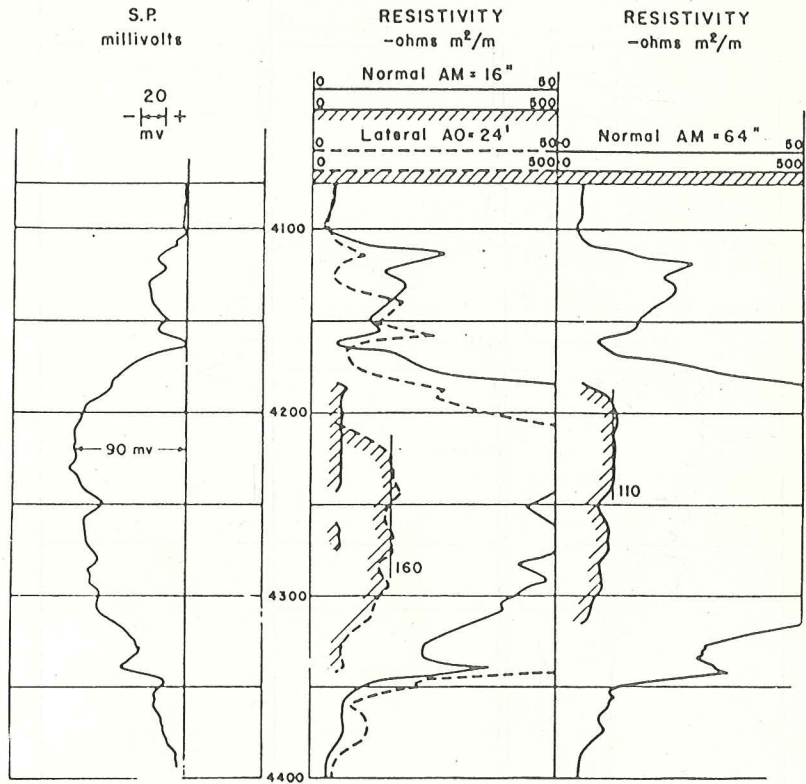 S.P.
millivolts
20
- +
mv
RESISTIVITY
-ohms m²/m
0 Normal AM = 16" 50
0 500
Lateral AO = 24' 50
0 500
RESISTIVITY
-ohms m²/m
0 Normal AM = 64" 50
0 500
4100
4200
90 mv
110
160
4300
4400